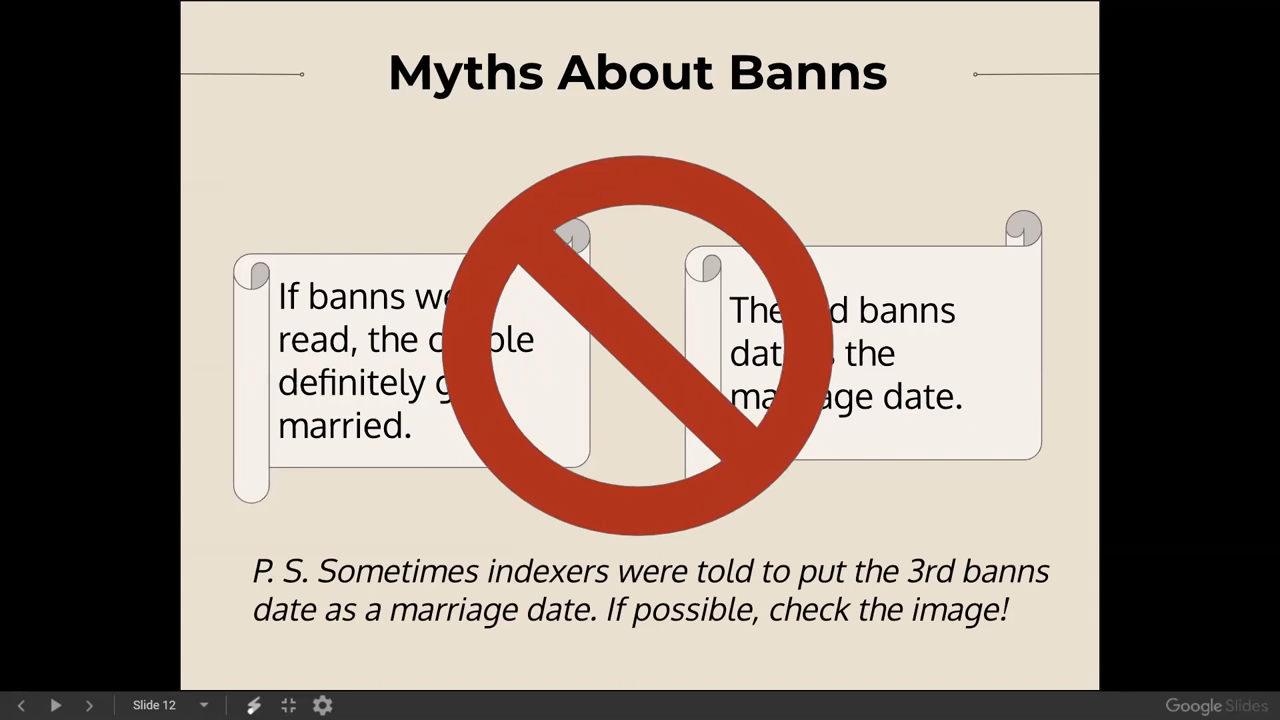 Myths About Banns
If banns we
read, the c ple
definitely g
married.
The d banns
dat s the
ma age date.
P. S. Sometimes indexers were told to put the 3rd banns
date as a marriage date. If possible, check the image!
Slide 12
Google Slides